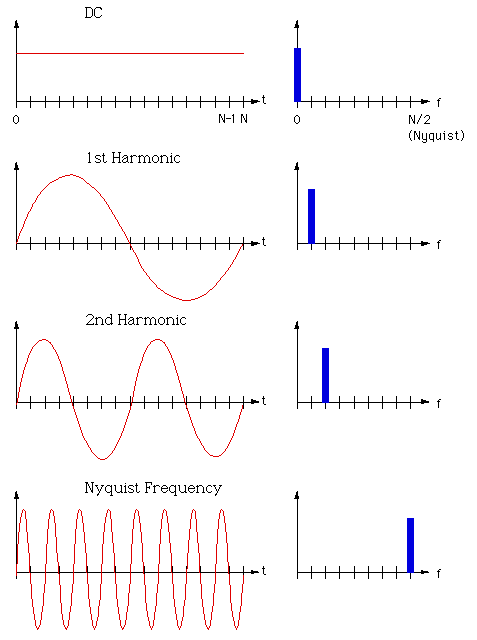 DC
t
0
N-1 N
f
0
N/2
(Nyquist)
1st Harmonic
t
f
2nd Harmonic
t
f
Nyquist Frequency
t
f